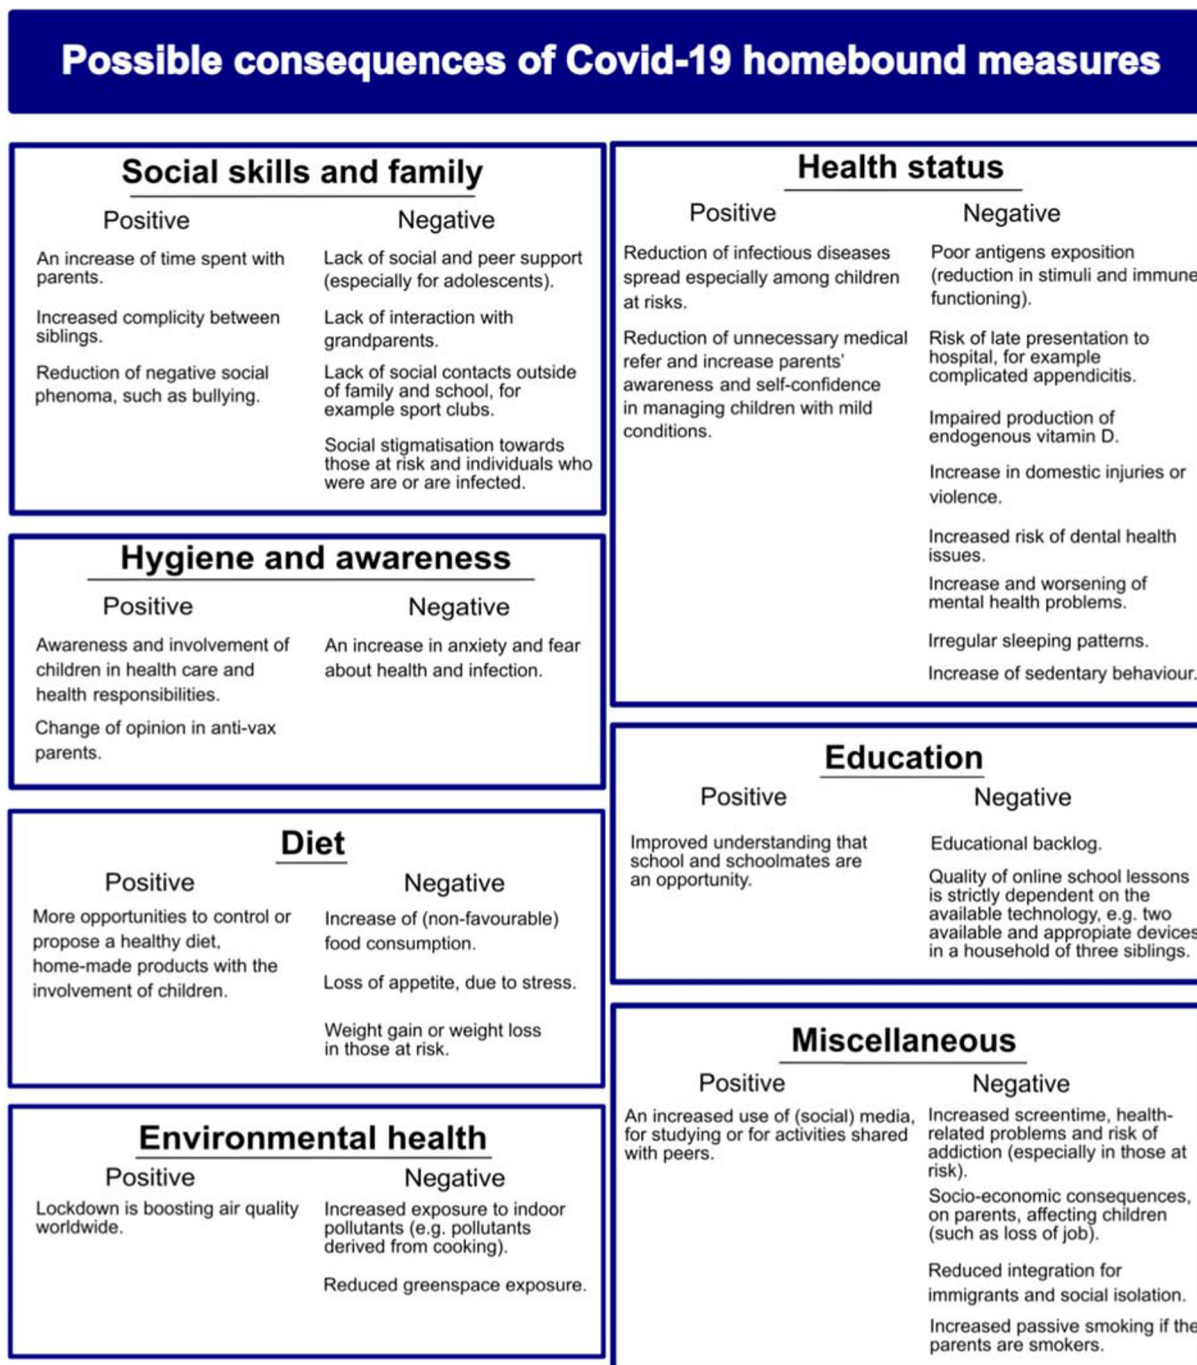 Possible consequences of Covid-19 homebound measures
Social skills and family
Positive
An increase of time spent with
parents.
Increased complicity between
siblings.
Reduction of negative social
phenoma, such as bullying.
Negative
Lack of social and peer support
(especially for adolescents).
Lack of interaction with
grandparents.
Lack of social contacts outside
of family and school, for
example sport clubs.
Social stigmatisation towards
those at risk and individuals who
were are or are infected.
Hygiene and awareness
Positive
Awareness and involvement of
children in health care and
health responsibilities.
Change of opinion in anti-vax
parents.
Negative
An increase in anxiety and fear
about health and infection.
Diet
Positive
More opportunities to control or
propose a healthy diet,
home-made products with the
involvement of children.
Negative
Increase of (non-favourable)
food consumption.
Loss of appetite, due to stress.
Weight gain or weight loss
in those at risk.
Environmental health
Positive
Lockdown is boosting air quality
worldwide.
Negative
Increased exposure to indoor
pollutants (e.g. pollutants
derived from cooking).
Reduced greenspace exposure.
Health status
Positive
Reduction of infectious diseases
spread especially among children
at risks.
Reduction of unnecessary medical
refer and increase parents'
awareness and self-confidence
in managing children with mild
conditions.
Negative
Poor antigens exposition
(reduction in stimuli and immune
functioning).
Risk of late presentation to
hospital, for example
complicated appendicitis.
Impaired production of
endogenous vitamin D.
Increase in domestic injuries or
violence.
Increased risk of dental health
issues.
Increase and worsening of
mental health problems.
Irregular sleeping patterns.
Increase of sedentary behaviour.
Education
Positive
Improved understanding that
school and schoolmates are
an opportunity.
Negative
Educational backlog.
Quality of online school lessons
is strictly dependent on the
available technology, e.g. two
available and appropiate devices
in a household of three siblings.
Miscellaneous
Positive
An increased use of (social) media,
for studying or for activities shared
with peers.
Negative
Increased screentime, health-
related problems and risk of
addiction (especially in those at
risk).
Socio-economic consequences,
on parents, affecting children
(such as loss of job).
Reduced integration for
immigrants and social isolation.
Increased passive smoking if the
parents are smokers.